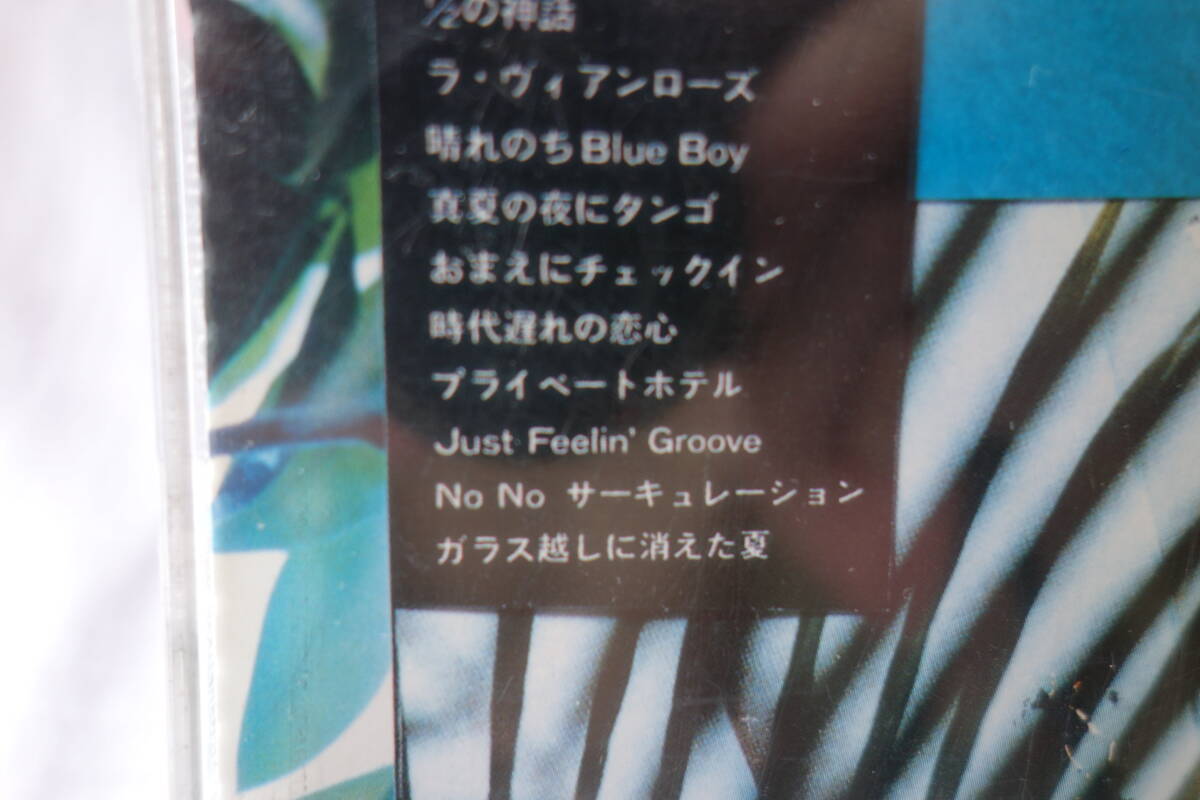 ½の神話
ラ・ヴィアンローズ
晴れのちBlue Boy
真夏の夜にタンゴ
おまえにチェックイン
時代遅れの恋心
プライベートホテル
Just Feelin' Groove
No No サーキュレーション
ガラス越しに消えた夏